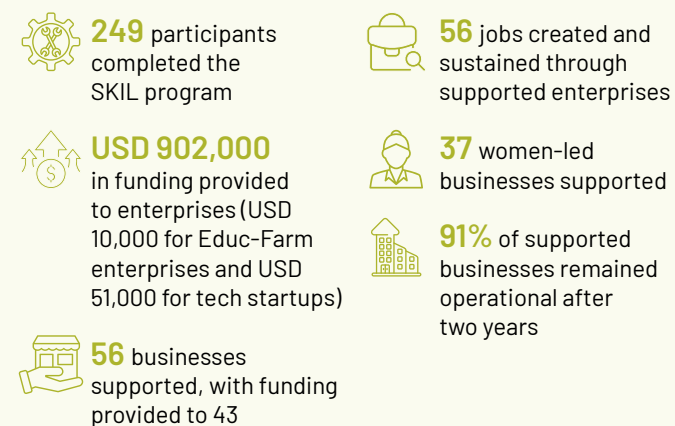 249 participants
completed the
SKIL program
USD 902,000
in funding provided
to enterprises (USD
10,000 for Educ-Farm
enterprises and USD
51,000 for tech startups)
56 businesses
supported, with funding
provided to 43
56 jobs created and
sustained through
supported enterprises
37 women-led
businesses supported
91% of supported
businesses remained
operational after
two years